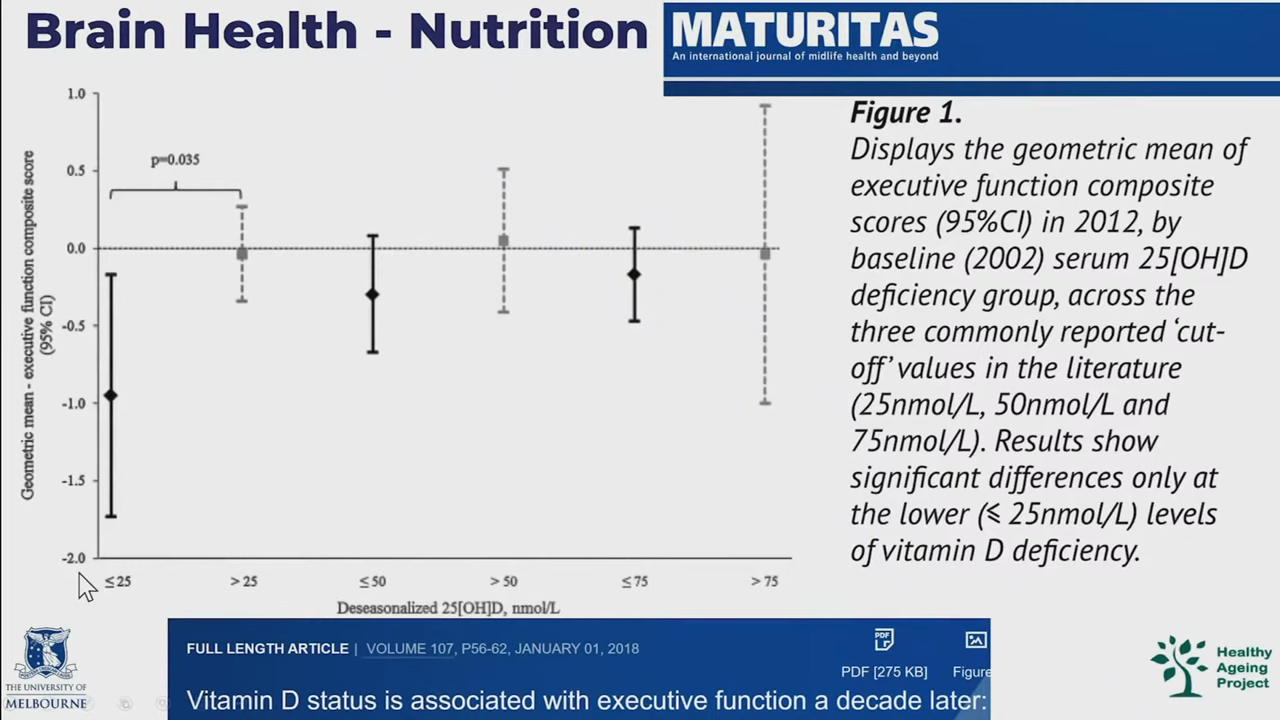 Brain Health - Nutrition
MATURITAS
An international journal of midlife health and beyond
1.0
0.5
0.0
-0.5
-1.0
-1.5
-2.0
Geometric mean - executive function composite score
(95% CI)
p=0.035
≤25
> 25
≤50
> 50
≤75
> 75
Deseasonalized 25[OH]D, nmol/L
Figure 1.
Displays the geometric mean of
executive function composite
scores (95%CI) in 2012, by
baseline (2002) serum 25[OH]D
deficiency group, across the
three commonly reported ‘cut-
off’ values in the literature
(25nmol/L, 50nmol/L and
75nmol/L). Results show
significant differences only at
the lower (⩽ 25nmol/L) levels
of vitamin D deficiency.
THE UNIVERSITY OF
MELBOURNE
FULL LENGTH ARTICLE | VOLUME 107, P56-62, JANUARY 01, 2018
PDF
PDF [275 KB]
Figure
Vitamin D status is associated with executive function a decade later:
Healthy
Ageing
Project